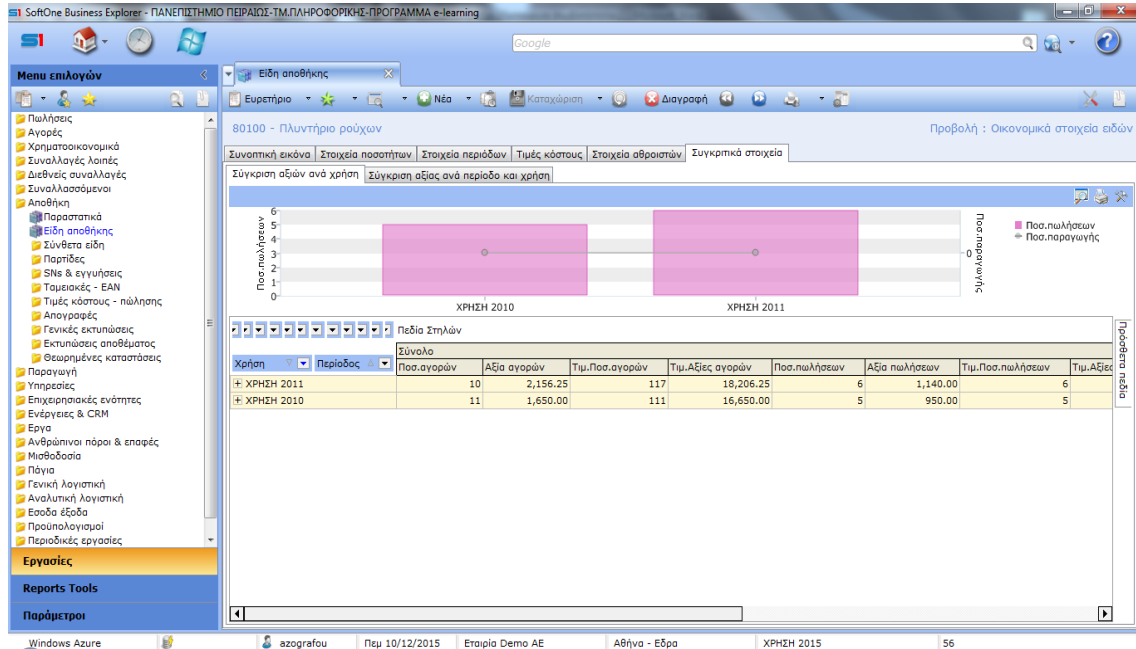 SoftOne Business Explorer - ΠΑΝΕΠΙΣΤΗΜΙΟ ΠΕΙΡΑΙΩΣ-ΤΜ.ΠΛΗΡΟΦΟΡΙΚΗΣ-ΠΡΟΓΡΑΜΜΑ e-learning
Google
Menu επιλογών
Πωλήσεις
Αγορές
Χρηματοοικονομικά
Συναλλαγές λοιπές
Διεθνείς συναλλαγές
Συναλλασσόμενοι
Αποθήκη
Παραστατικά
Είδη αποθήκης
Σύνθετα είδη
Παρτίδες
SNs & εγγυήσεις
Ταμειακές - EAN
Τιμές κόστους - πώλησης
Απογραφές
Γενικές εκτυπώσεις
Εκτυπώσεις αποθέματος
Θεωρημένες καταστάσεις
Παραγωγή
Υπηρεσίες
Επιχειρησιακές ενότητες
Ενέργειες & CRM
Εργα
Ανθρώπινοι πόροι & επαφές
Μισθοδοσία
Πάγια
Γενική λογιστική
Αναλυτική λογιστική
Εσοδα έξοδα
Προϋπολογισμοί
Περιοδικές εργασίες
Εργασίες
Reports Tools
Παράμετροι
Είδη αποθήκης
Ευρετήριο Νέα Καταχώριση Διαγραφή
80100 - Πλυντήριο ρούχων Προβολή : Οικονομικά στοιχεία ειδών
Συνοπτική εικόνα Στοιχεία ποσοτήτων Στοιχεία περιόδων Τιμές κόστους Στοιχεία αθροιστών Συγκριτικά στοιχεία
Σύγκριση αξιών ανά χρήση Σύγκριση αξίας ανά περίοδο και χρήση
Ποσ.πωλήσεων
6
5
4
3
2
1
0
ΧΡΗΣΗ 2010 ΧΡΗΣΗ 2011
0
Ποσ.παραγωγής
Ποσ.πωλήσεων
Ποσ.παραγωγής
Πεδία Στηλών
Πρόσθετα πεδία
Σύνολο
Χρήση Περίοδος Ποσ.αγορών Αξία αγορών Τιμ.Ποσ.αγορών Τιμ.Αξίες αγορών Ποσ.πωλήσεων Αξία πωλήσεων Τιμ.Ποσ.πωλήσεων Τιμ.Αξίες
ΧΡΗΣΗ 2011 10 2,156.25 117 18,206.25 6 1,140.00 6
ΧΡΗΣΗ 2010 11 1,650.00 111 16,650.00 5 950.00 5
Windows Azure azografou Πεμ 10/12/2015 Εταιρία Demo AE Αθήνα - Εδρα ΧΡΗΣΗ 2015 56